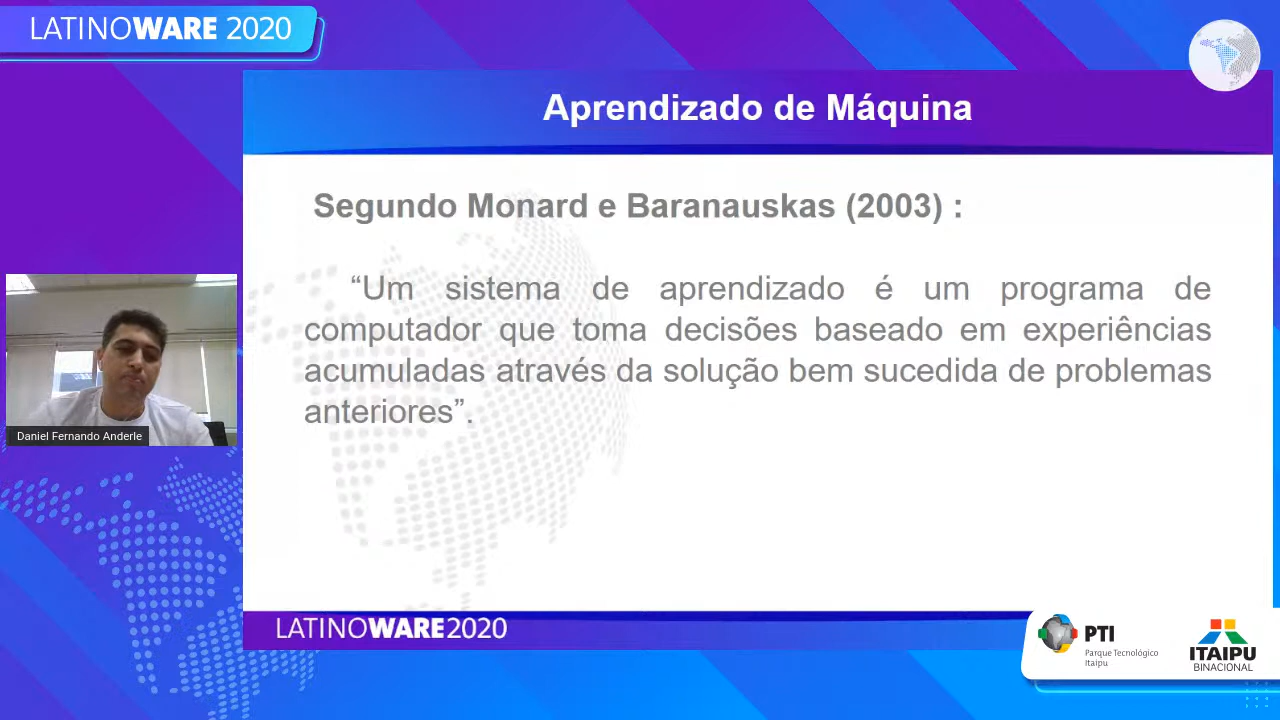 LATINOWARE 2020
Aprendizado de Máquina
Segundo Monard e Baranauskas (2003) :
“Um sistema de aprendizado é um programa de
computador que toma decisões baseado em experiências
acumuladas através da solução bem sucedida de problemas
anteriores”.
Daniel Fernando Anderle
LATINOWARE2020
PTI
Parque Tecnológico
Itaipu
ITAIPU
BINACIONAL